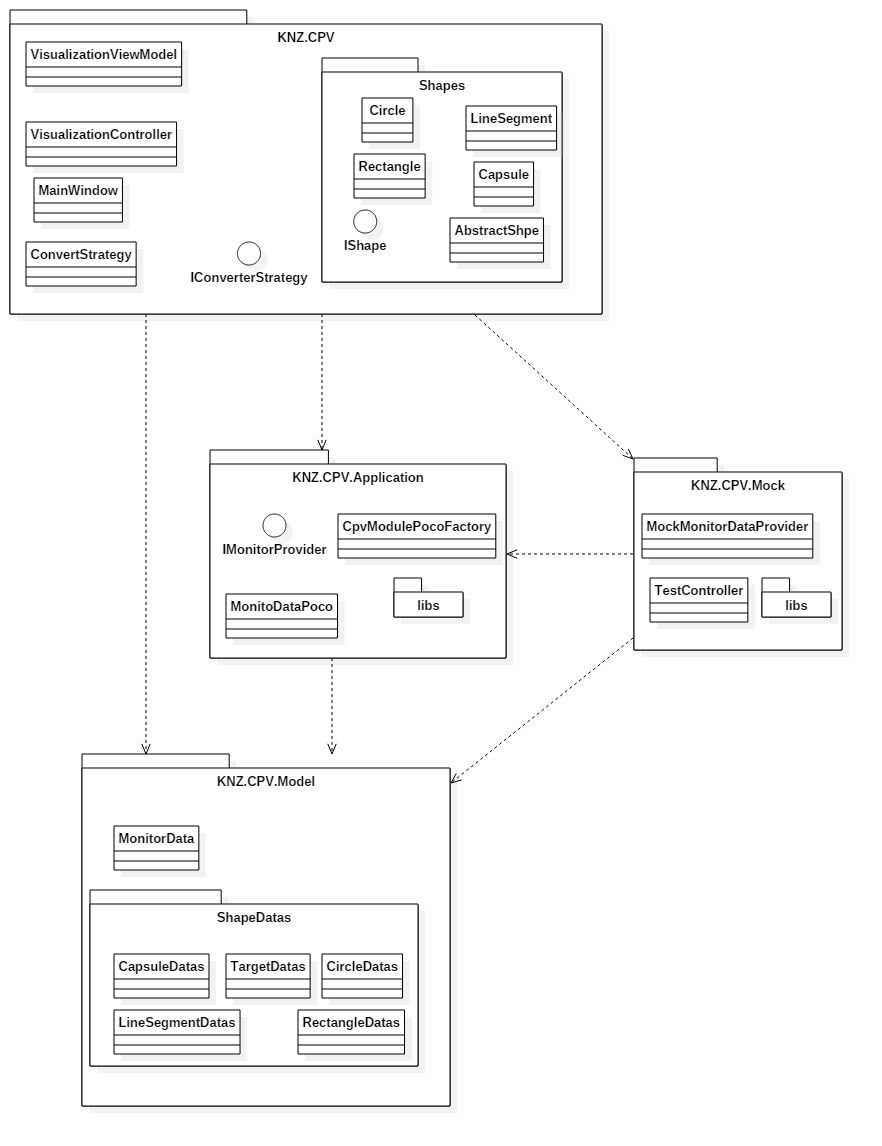 KNZ.CPV
VisualizationViewModel
VisualizationController
MainWindow
ConvertStrategy
IConverterStrategy
Shapes
Circle
LineSegment
Rectangle
Capsule
IShape
AbstractShpe
KNZ.CPV.Application
IMonitorProvider
CpvModulePocoFactory
MonitoDataPoco
libs
KNZ.CPV.Mock
MockMonitorDataProvider
TestController
libs
KNZ.CPV.Model
MonitorData
ShapeDatas
CapsuleDatas
TargetDatas
CircleDatas
LineSegmentDatas
RectangleDatas